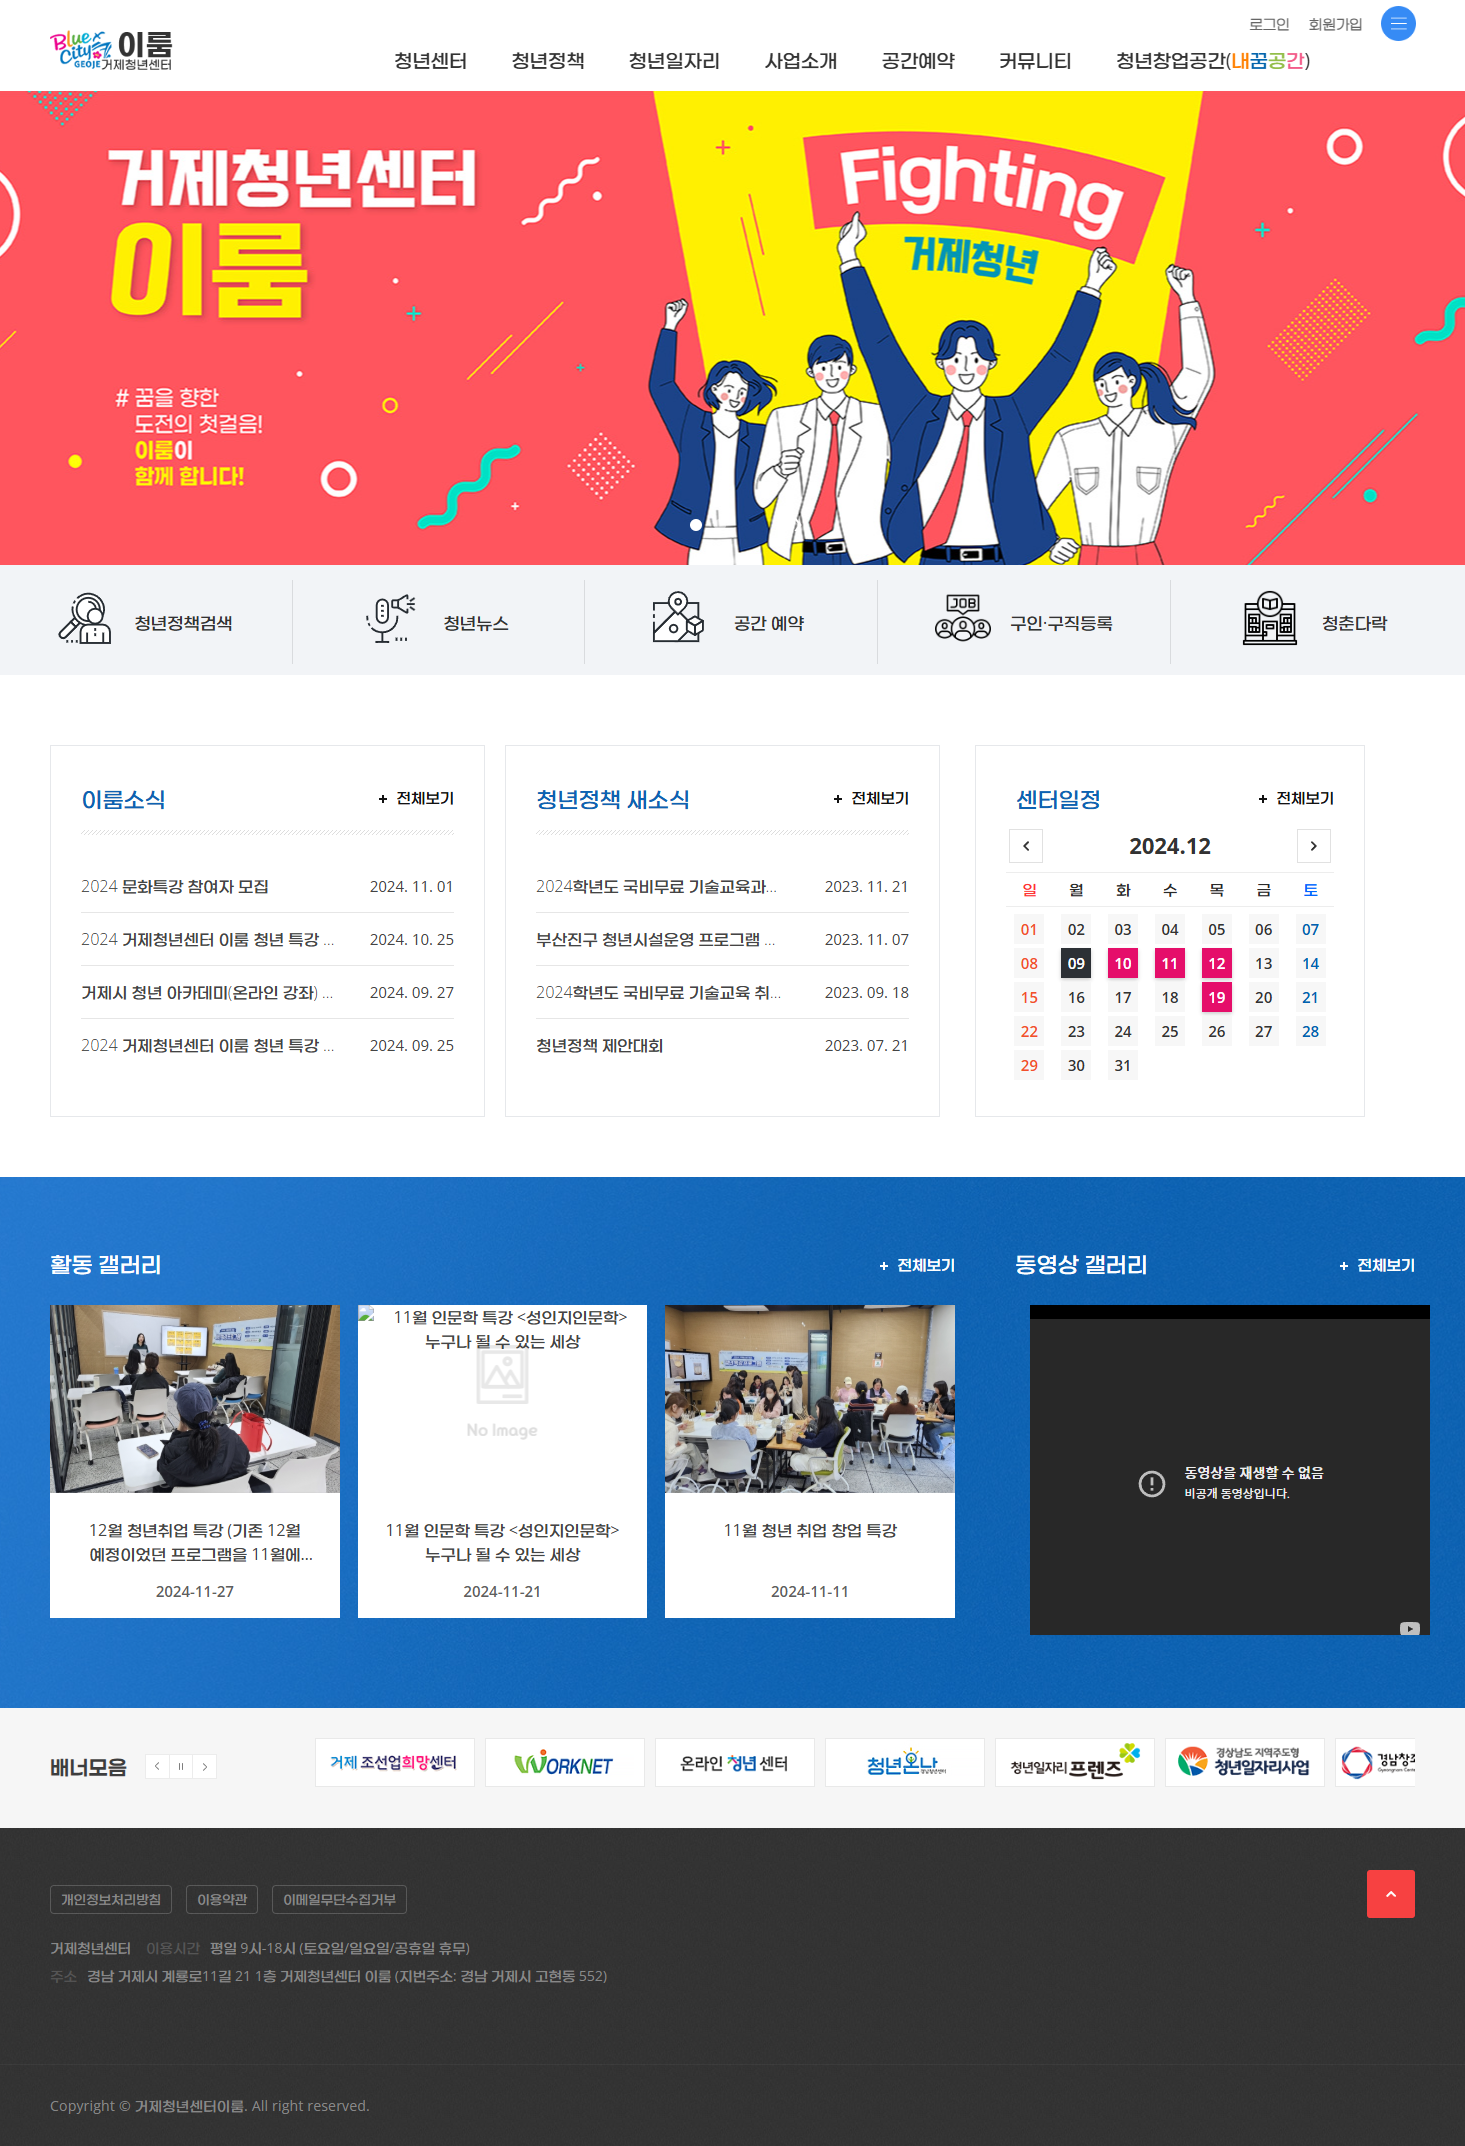 로그인 회원가입
Blue City GEOJE 이룸 거제청년센터
청년센터 청년정책 청년일자리 사업소개 공간예약 커뮤니티 청년창업공간(내꿈공간)
거제청년센터
이룸
# 꿈을 향한
도전의 첫걸음!
이룸이
함께 합니다!
Fighting
거제청년
청년정책검색 청년뉴스 공간 예약 JOB 구인·구직등록 청춘다락
이룸소식 + 전체보기
2024 문화특강 참여자 모집 2024. 11. 01
2024 거제청년센터 이룸 청년 특강 ... 2024. 10. 25
거제시 청년 아카데미(온라인 강좌) ... 2024. 09. 27
2024 거제청년센터 이룸 청년 특강 ... 2024. 09. 25
청년정책 새소식 + 전체보기
2024학년도 국비무료 기술교육과... 2023. 11. 21
부산진구 청년시설운영 프로그램 ... 2023. 11. 07
2024학년도 국비무료 기술교육 취... 2023. 09. 18
청년정책 제안대회 2023. 07. 21
센터일정 + 전체보기
2024.12
일 월 화 수 목 금 토
01 02 03 04 05 06 07
08 09 10 11 12 13 14
15 16 17 18 19 20 21
22 23 24 25 26 27 28
29 30 31
활동 갤러리 + 전체보기
11월 인문학 특강 <성인지인문학>
누구나 될 수 있는 세상
No Image
12월 청년취업 특강 (기존 12월
예정이었던 프로그램을 11월에...
2024-11-27
11월 인문학 특강 <성인지인문학>
누구나 될 수 있는 세상
2024-11-21
11월 청년 취업 창업 특강
2024-11-11
동영상 갤러리 + 전체보기
동영상을 재생할 수 없음
비공개 동영상입니다.
배너모음
거제 조선업희망센터
WORKNET
온라인 청년 센터
청년온나
청년일자리 프렌즈
경상남도 지역주도형
청년일자리사업
경남창조
개인정보처리방침 이용약관 이메일무단수집거부
거제청년센터 이용시간 평일 9시-18시 (토요일/일요일/공휴일 휴무)
주소 경남 거제시 계룡로11길 21 1층 거제청년센터 이룸 (지번주소: 경남 거제시 고현동 552)
Copyright © 거제청년센터이룸. All right reserved.